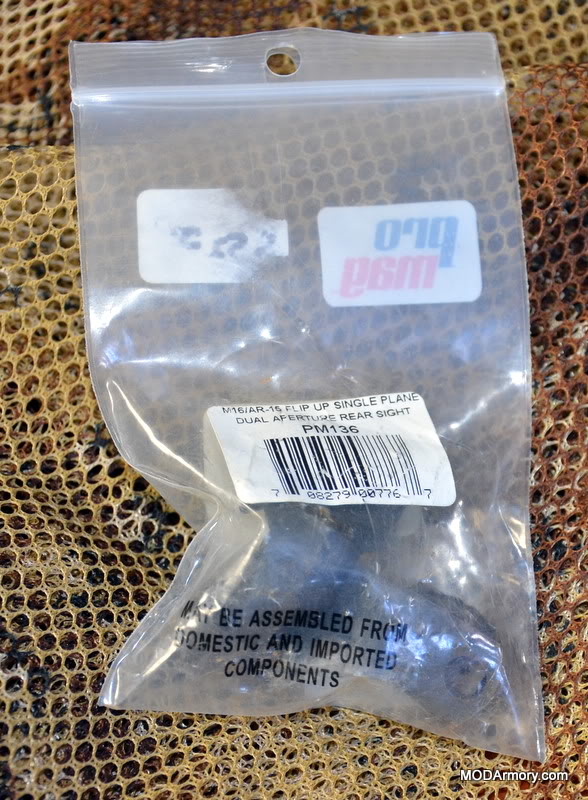 pro
mag
M16/AR-15 FLIP UP SINGLE PLANE
DUAL APERTURE REAR SIGHT
PM136
7 08279 00776 7
MAY BE ASSEMBLED FROM
DOMESTIC AND IMPORTED
COMPONENTS
MODArmory.com